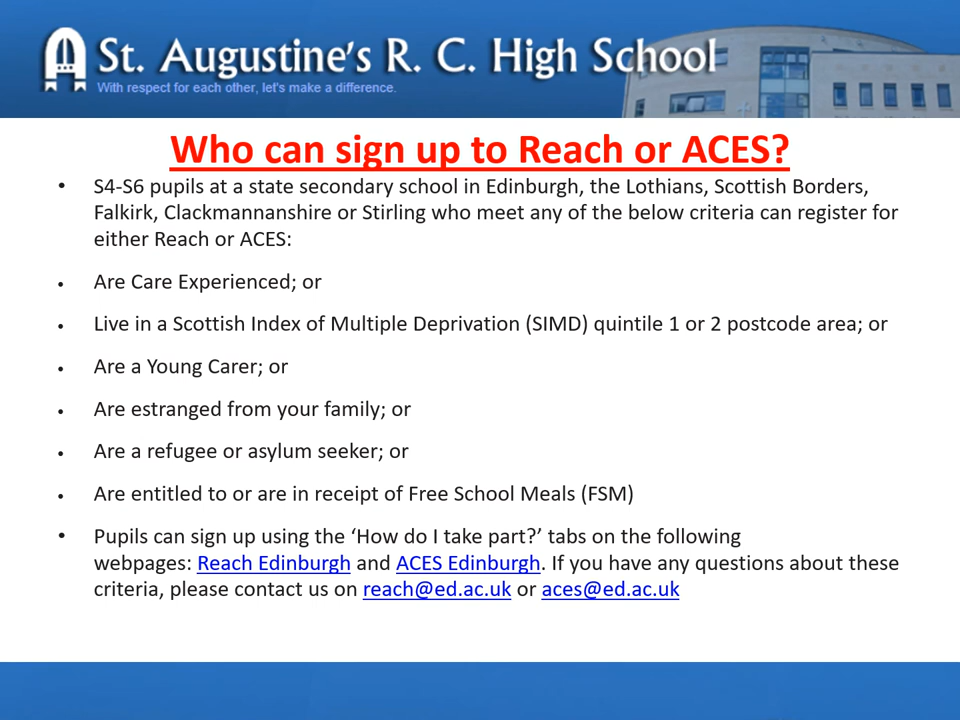 St. Augustine's R. C. High School
With respect for each other, let's make a difference.
Who can sign up to Reach or ACES?
• S4-S6 pupils at a state secondary school in Edinburgh, the Lothians, Scottish Borders,
Falkirk, Clackmannanshire or Stirling who meet any of the below criteria can register for
either Reach or ACES:
• Are Care Experienced; or
• Live in a Scottish Index of Multiple Deprivation (SIMD) quintile 1 or 2 postcode area; or
• Are a Young Carer; or
• Are estranged from your family; or
• Are a refugee or asylum seeker; or
• Are entitled to or are in receipt of Free School Meals (FSM)
• Pupils can sign up using the ‘How do I take part?’ tabs on the following
webpages: Reach Edinburgh and ACES Edinburgh. If you have any questions about these
criteria, please contact us on reach@ed.ac.uk or aces@ed.ac.uk